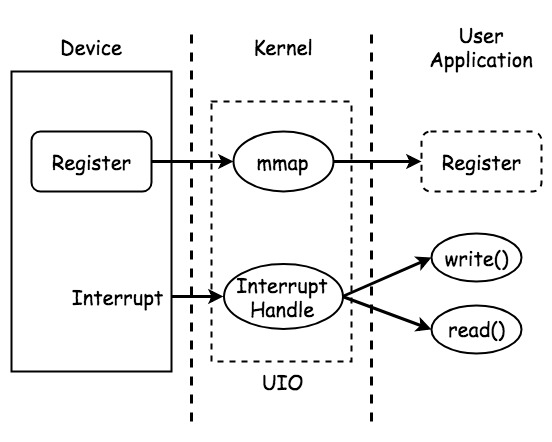 Device
Kernel
User
Application
Register
mmap
Register
write()
Interrupt
Interrupt
Handle
read()
UIO